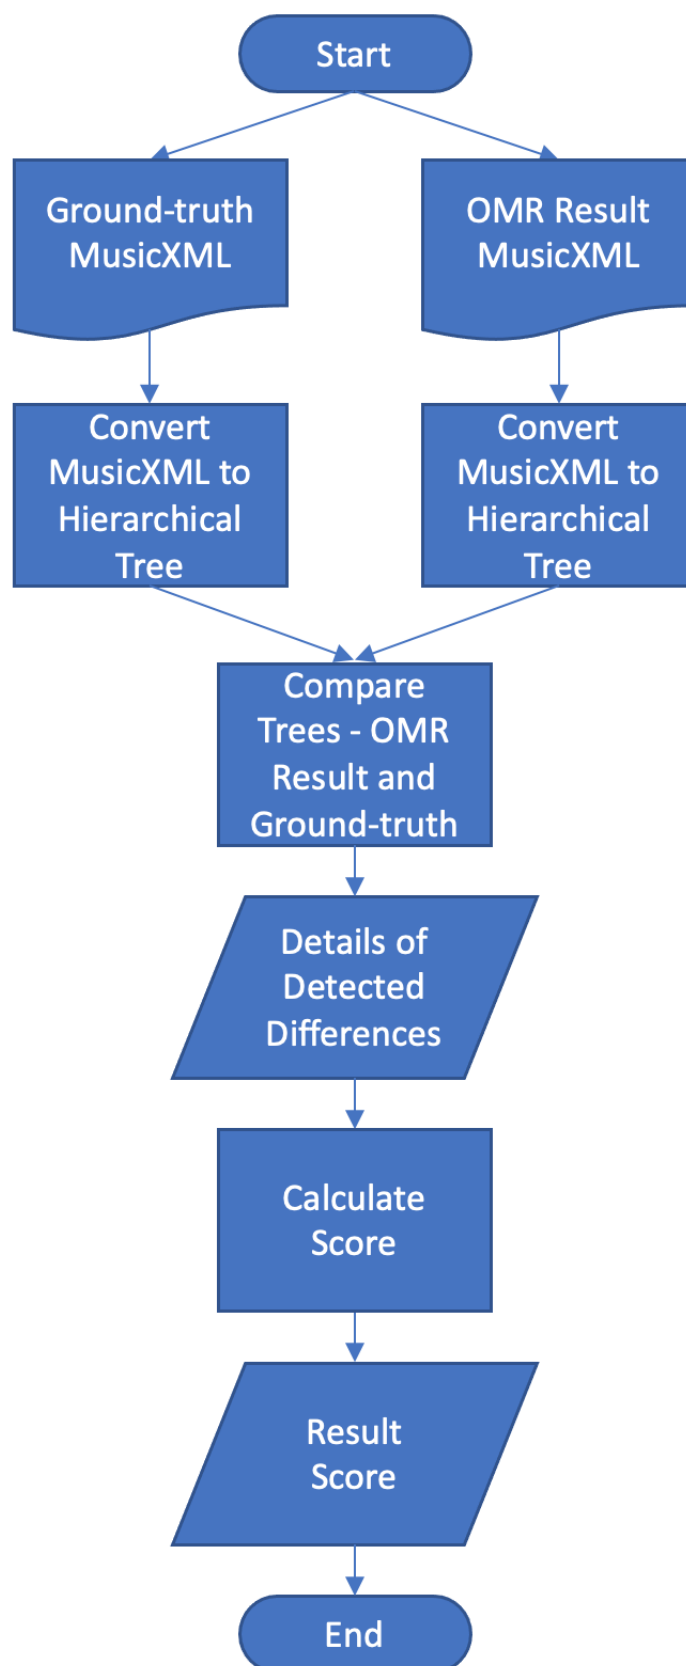 Start
Ground-truth
MusicXML
OMR Result
MusicXML
Convert
MusicXML to
Hierarchical
Tree
Convert
MusicXML to
Hierarchical
Tree
Compare
Trees - OMR
Result and
Ground-truth
Details of
Detected
Differences
Calculate
Score
Result
Score
End